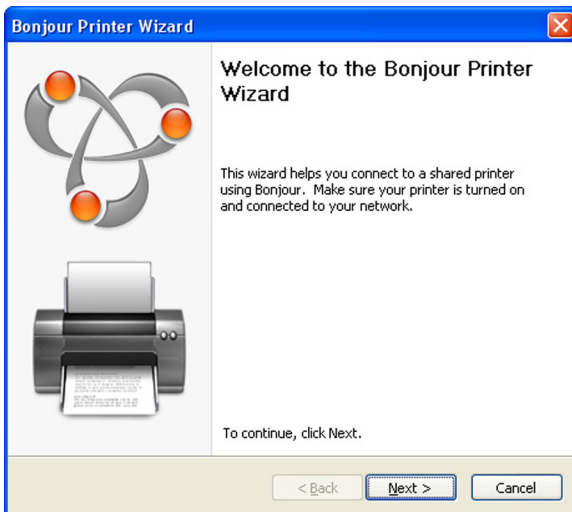 Bonjour Printer Wizard
Welcome to the Bonjour Printer
Wizard
This wizard helps you connect to a shared printer
using Bonjour. Make sure your printer is turned on
and connected to your network.
To continue, click Next.
< Back
Next >
Cancel